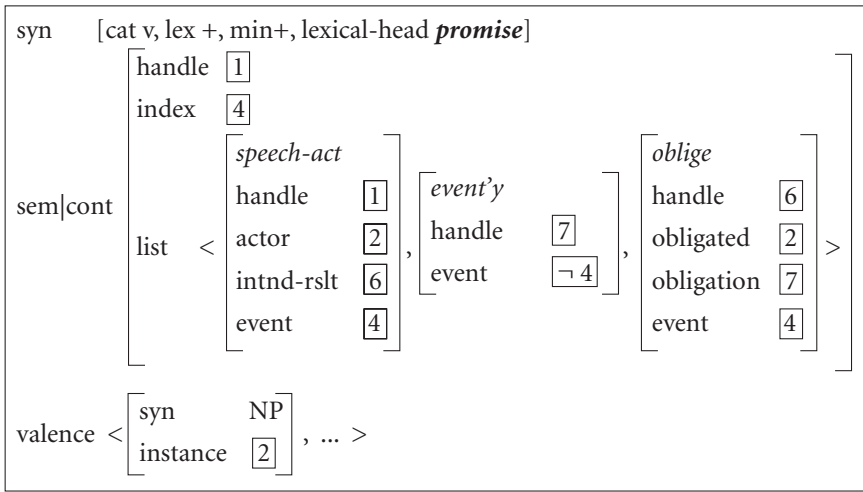 syn [cat v, lex +, min+, lexical-head promise]
sem|cont
handle 1
index 4
list < speech-act handle 1 actor 2 intnd-rslt 6 event 4 , event'y handle 7 event ¬ 4 , oblige handle 6 obligated 2 obligation 7 event 4 >
valence < syn NP instance 2 , ... >